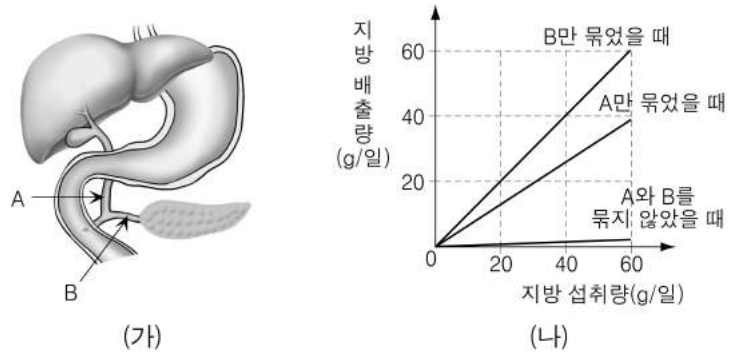 A
B
(가)
지
방
배
출
량
(g/일)
60
40
20
0
20
40
60
B만 묶었을 때
A만 묶었을 때
A와 B를
묶지 않았을 때
지방 섭취량(g/일)
(나)